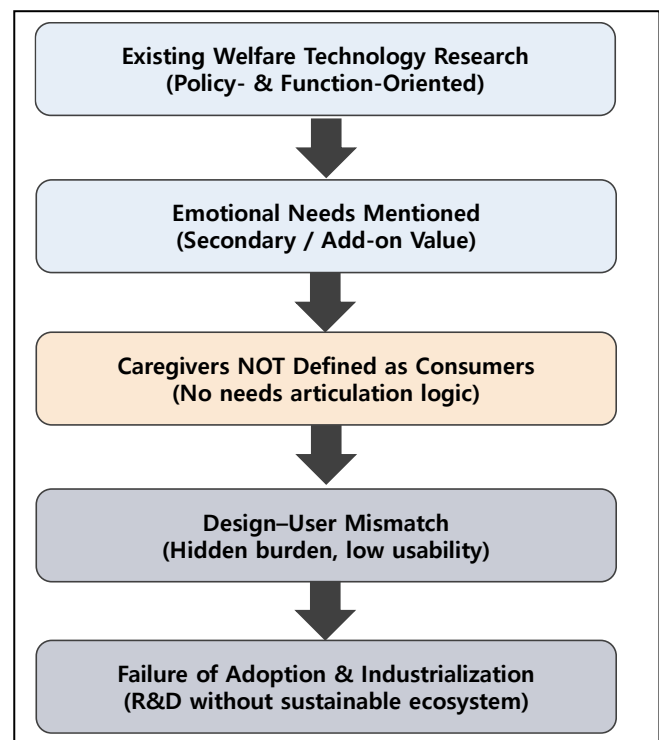 Existing Welfare Technology Research
(Policy- & Function-Oriented)
Emotional Needs Mentioned
(Secondary / Add-on Value)
Caregivers NOT Defined as Consumers
(No needs articulation logic)
Design–User Mismatch
(Hidden burden, low usability)
Failure of Adoption & Industrialization
(R&D without sustainable ecosystem)